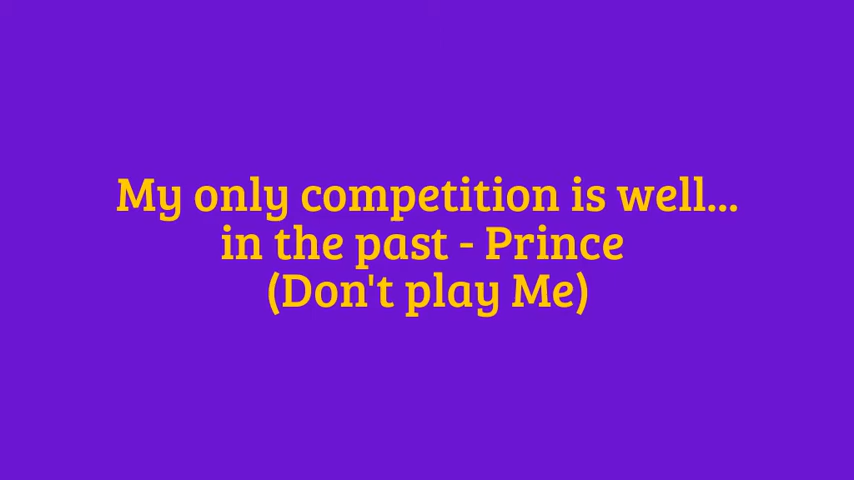 My only competition is well...
in the past - Prince
(Don't play Me)